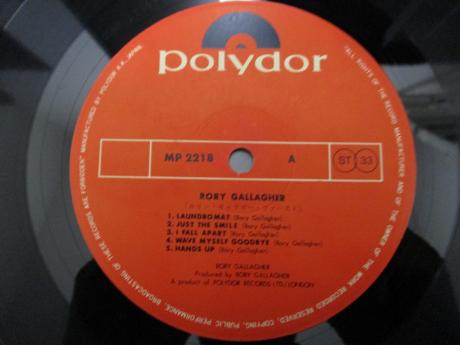 polydor
MP 2218 A ST 33
RORY GALLAGHER
1. LAUNDROMAT (Rory Gallagher)
2. JUST THE SMILE (Rory Gallagher)
3. I FALL APART (Rory Gallagher)
4. WAVE MYSELF GOODBYE (Rory Gallagher)
5. HANDS UP (Rory Gallagher)
RORY GALLAGHER
Produced by RORY GALLAGHER
A product of POLYDOR RECORDS LTD/LONDON
"ALL RIGHTS OF THE RECORD MANUFACTURER AND OF THE OWNER OF THE WORK RECORDED RESERVED, COPYING, PUBLIC PERFORMANCE, BROADCASTING OF THESE RECORDS ARE FORBIDDEN" MANUFACTURED BY POLYDOR K.K., JAPAN.